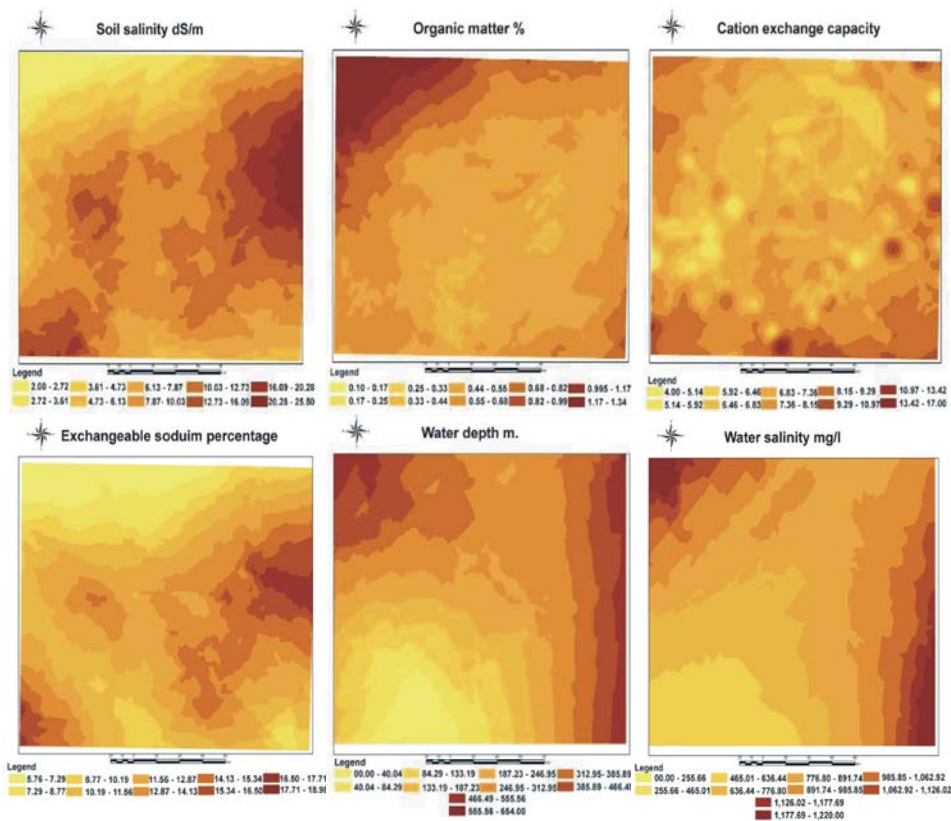 Soil salinity dS/m
Organic matter %
Cation exchange capacity
Legend
2.00 - 2.72 3.61 - 4.73 6.13 - 7.87 10.03 - 12.73 16.09 - 20.28
2.72 - 3.61 4.73 - 6.13 7.87 - 10.03 12.73 - 16.09 20.28 - 25.50
Legend
0.10 - 0.17 0.25 - 0.33 0.44 - 0.55 0.68 - 0.82 0.995 - 1.17
0.17 - 0.25 0.33 - 0.44 0.55 - 0.68 0.82 - 0.99 1.17 - 1.34
Legend
4.00 - 5.14 5.92 - 6.46 6.83 - 7.36 8.15 - 9.29 10.97 - 13.42
5.14 - 5.92 6.46 - 6.83 7.36 - 8.15 9.29 - 10.97 13.42 - 17.00
Exchangeable soduim percentage
Water depth m.
Water salinity mg/l
Legend
5.76 - 7.29 8.77 - 10.19 11.56 - 12.87 14.13 - 15.34 16.50 - 17.71
7.29 - 8.77 10.19 - 11.56 12.87 - 14.13 15.34 - 16.50 17.71 - 18.98
Legend
00.00 - 40.04 84.29 - 133.19 187.23 - 246.95 312.95 - 385.89
40.04 - 84.29 133.19 - 187.23 246.95 - 312.95 385.89 - 466.4
466.49 - 555.56
555.56 - 654.00
Legend
00.00 - 255.66 465.01 - 636.44 776.80 - 891.74 985.85 - 1,062.92
255.66 - 465.01 636.44 - 776.80 891.74 - 985.85 1,062.92 - 1,126.02
1,126.02 - 1,177.69
1,177.69 - 1,220.00